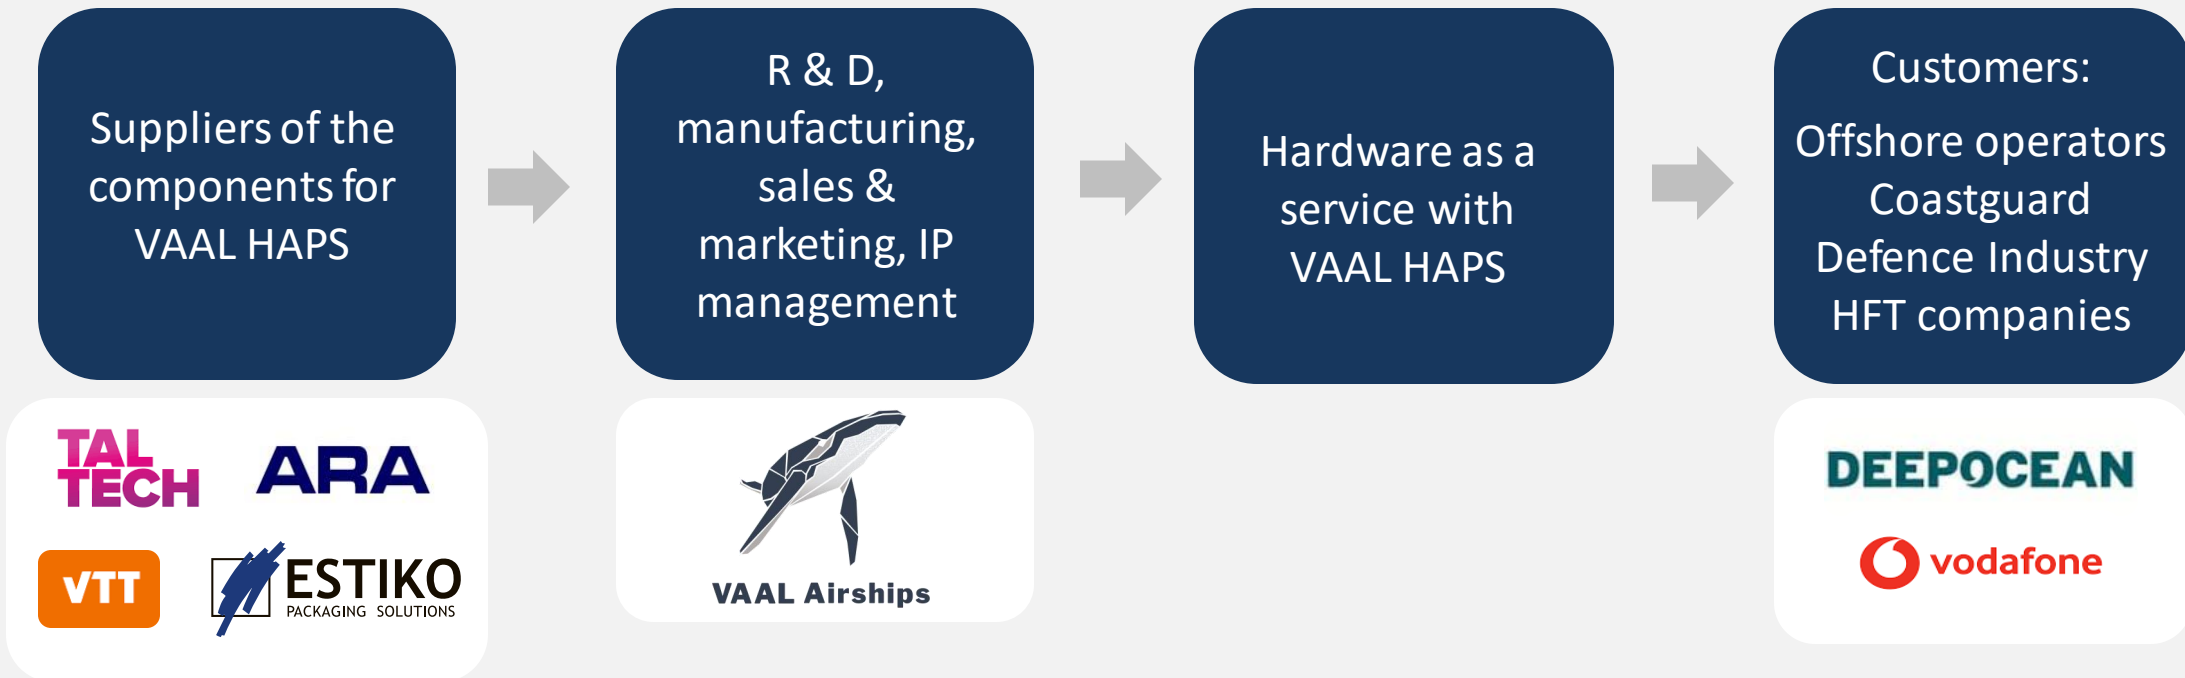 Suppliers of the
components for
VAAL HAPS
R & D,
manufacturing,
sales &
marketing, IP
management
Hardware as a
service with
VAAL HAPS
Customers:
Offshore operators
Coastguard
Defence Industry
HFT companies
TAL
TECH
ARA
VTT
ESTIKO
PACKAGING SOLUTIONS
VAAL Airships
DEEPOCEAN
vodafone